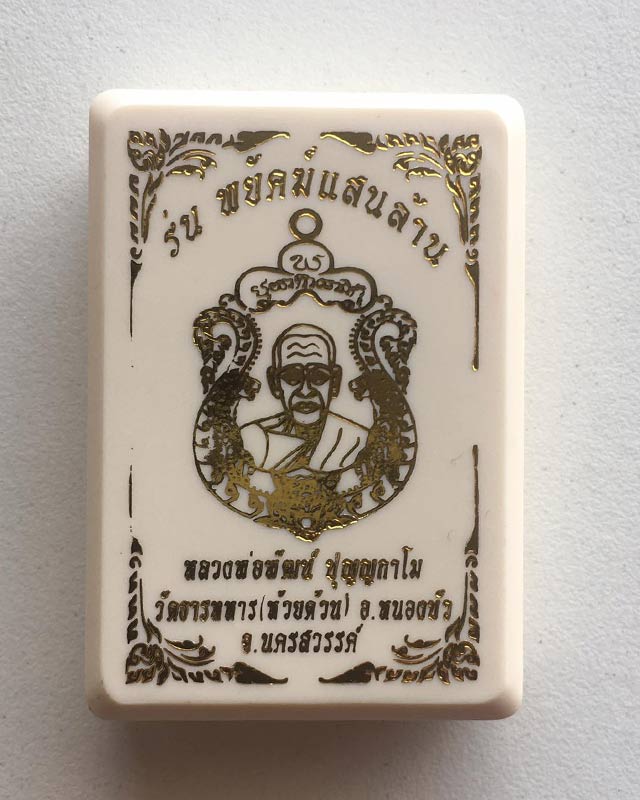 รุ่น พยัคฆ์แสนล้าน
หลวงพ่อพัฒน์ ปุญญกาโม
วัดธารทหาร(ห้วยด้วน) อ.หนองบัว
จ.นครสวรรค์